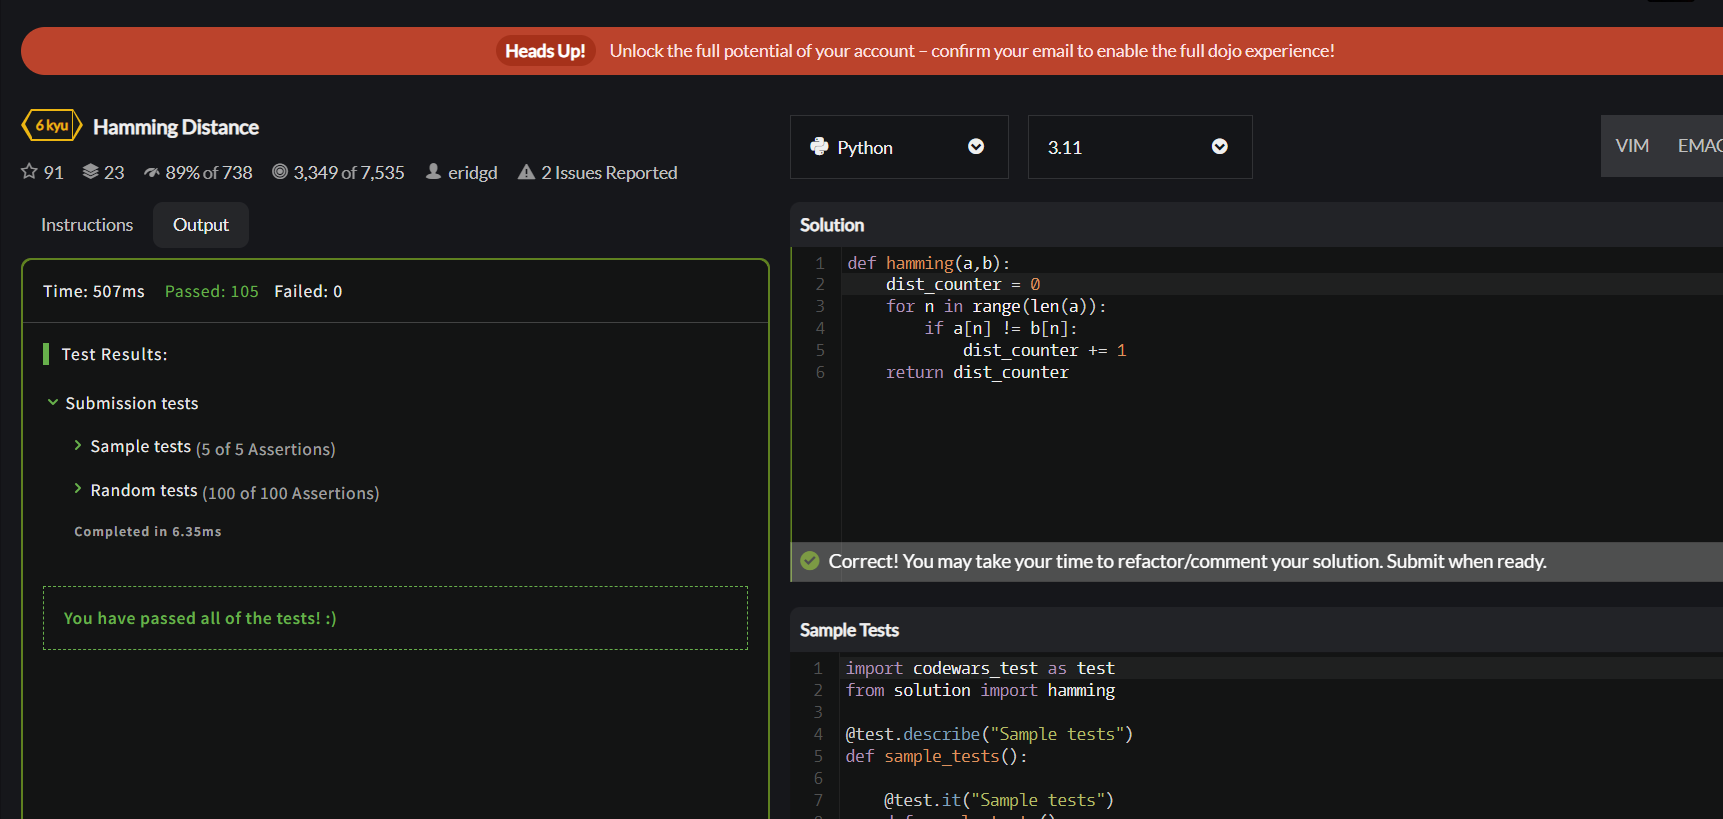 Heads Up! Unlock the full potential of your account – confirm your email to enable the full dojo experience!
6 kyu Hamming Distance
91 23 89% of 738 3,349 of 7,535 eridgd 2 Issues Reported
Instructions Output
Time: 507ms Passed: 105 Failed: 0
Test Results:
Submission tests
Sample tests (5 of 5 Assertions)
Random tests (100 of 100 Assertions)
Completed in 6.35ms
You have passed all of the tests! :)
Python 3.11 VIM EMAC
Solution
1 def hamming(a,b):
2 dist_counter = 0
3 for n in range(len(a)):
4 if a[n] != b[n]:
5 dist_counter += 1
6 return dist_counter
Correct! You may take your time to refactor/comment your solution. Submit when ready.
Sample Tests
1 import codewars_test as test
2 from solution import hamming
3
4 @test.describe("Sample tests")
5 def sample_tests():
6
7 @test.it("Sample tests")